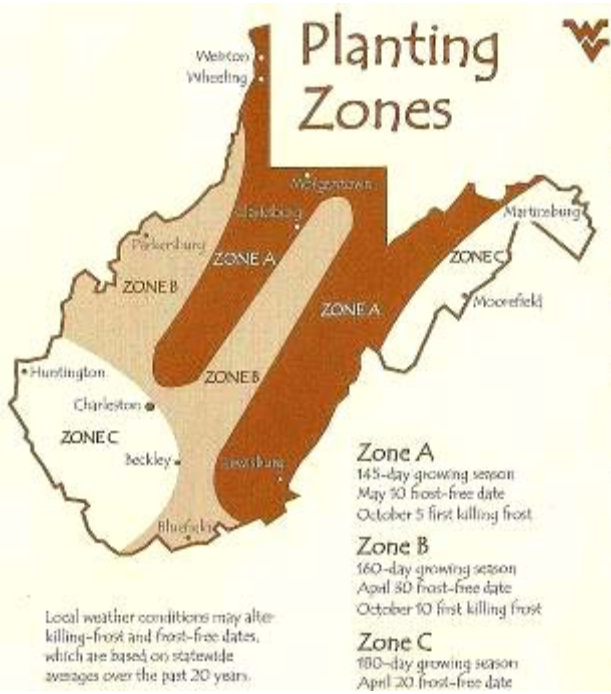 Planting
Zones
Weirton
Wheeling
Morgantown
Clarksburg
Martinsburg
Parkersburg
ZONE A
ZONE C
ZONE B
ZONE A
Moorefield
Huntington
ZONE B
Charleston
ZONE C
Beckley
Lewisburg
Bluefield
Zone A
145-day growing season
May 10 frost-free date
October 5 first killing frost
Zone B
160-day growing season
April 30 frost-free date
October 10 first killing frost
Zone C
180-day growing season
April 20 frost-free date
Local weather conditions may alter
killing-frost and frost-free dates,
which are based on statewide
averages over the past 20 years.